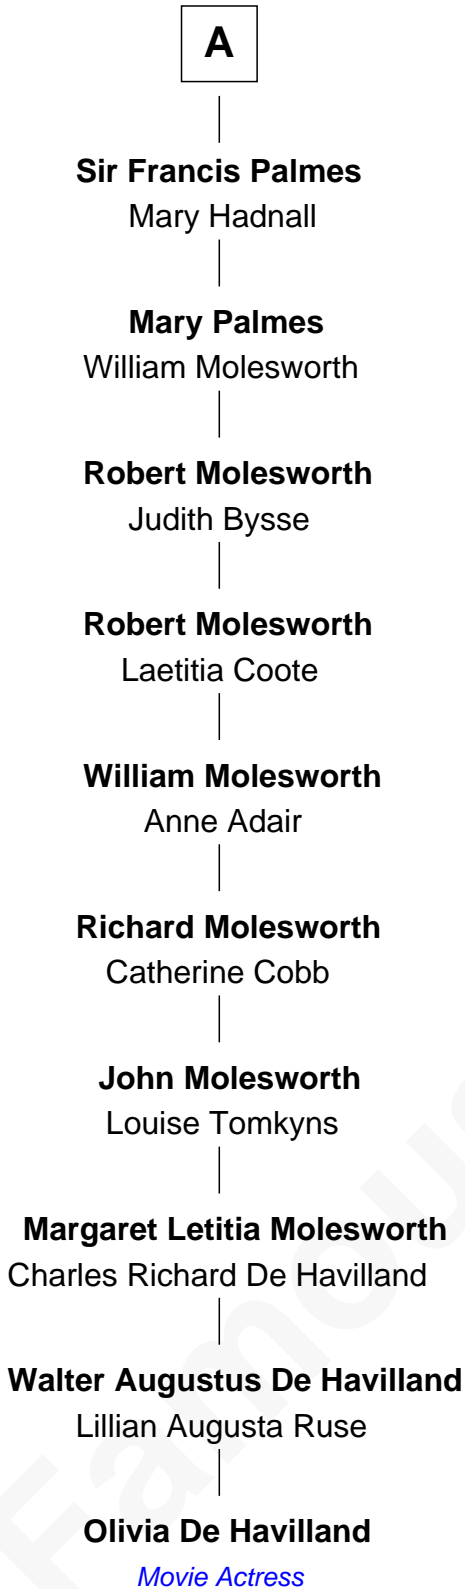 A
Sir Francis Palmes
Mary Hadnall
Mary Palmes
William Molesworth
Robert Molesworth
Judith Bysse
Robert Molesworth
Laetitia Coote
William Molesworth
Anne Adair
Richard Molesworth
Catherine Cobb
John Molesworth
Louise Tomkyns
Margaret Letitia Molesworth
Charles Richard De Havilland
Walter Augustus De Havilland
Lillian Augusta Ruse
Olivia De Havilland
Movie Actress